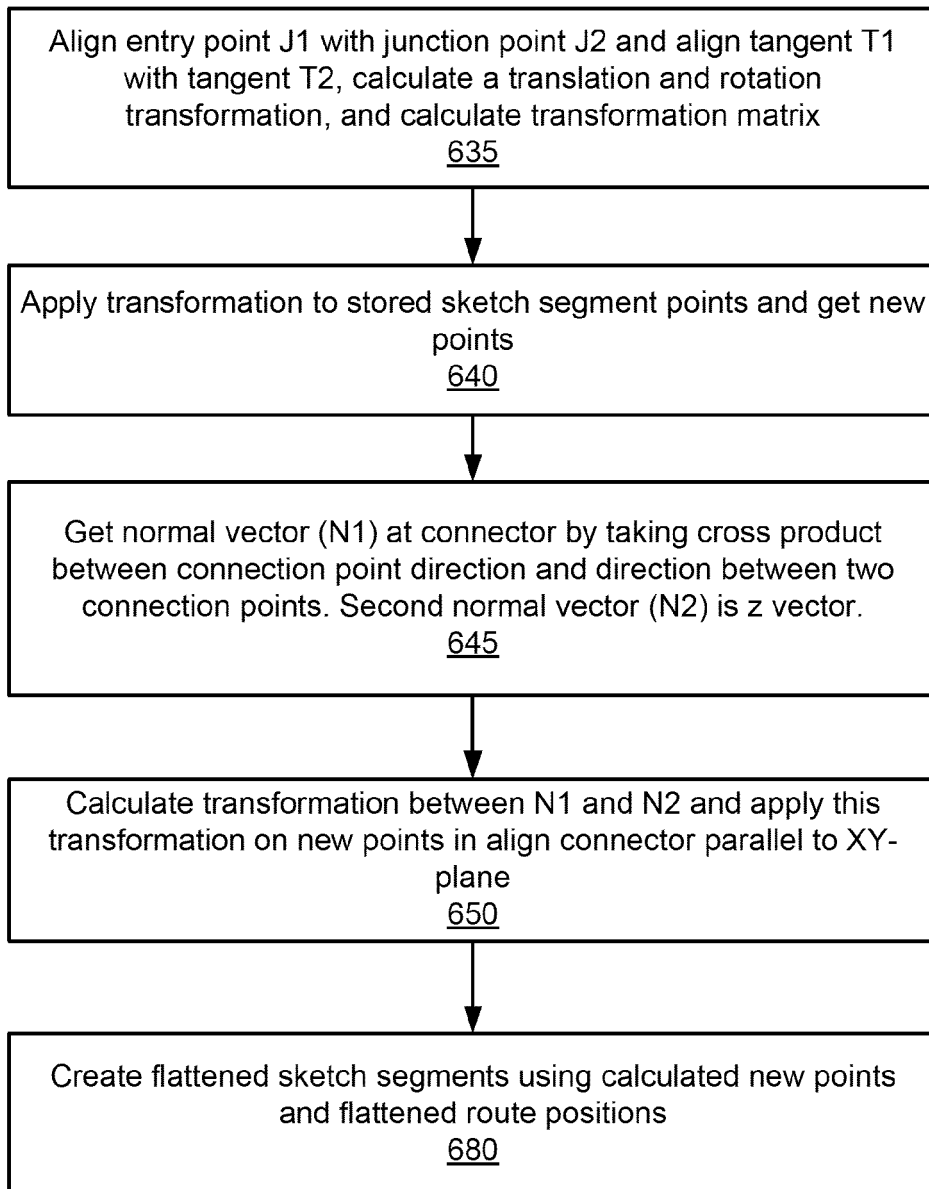 Align entry point J1 with junction point J2 and align tangent T1
with tangent T2, calculate a translation and rotation
transformation, and calculate transformation matrix
635
Apply transformation to stored sketch segment points and get new
points
640
Get normal vector (N1) at connector by taking cross product
between connection point direction and direction between two
connection points. Second normal vector (N2) is z vector.
645
Calculate transformation between N1 and N2 and apply this
transformation on new points in align connector parallel to XY-
plane
650
Create flattened sketch segments using calculated new points
and flattened route positions
680